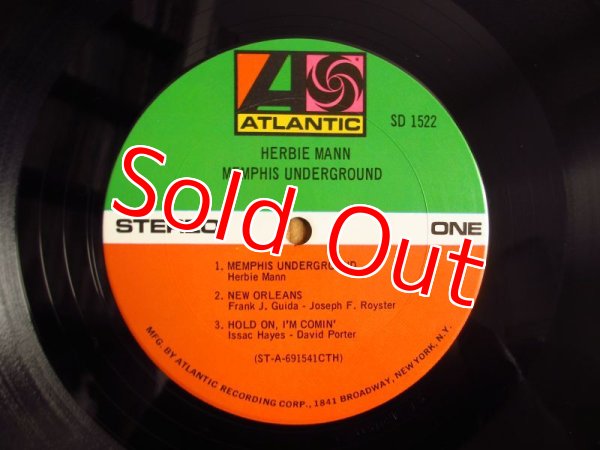 ATLANTIC
SD 1522
HERBIE MANN
MEMPHIS UNDERGROUND
Sold Out
STEREO
ONE
1. MEMPHIS UNDERGROUND
Herbie Mann
2. NEW ORLEANS
Frank J. Guida - Joseph F. Royster
3. HOLD ON, I'M COMIN'
Issac Hayes - David Porter
(ST-A-691541CTH)
MFG. BY ATLANTIC RECORDING CORP., 1841 BROADWAY, NEW YORK, N.Y.